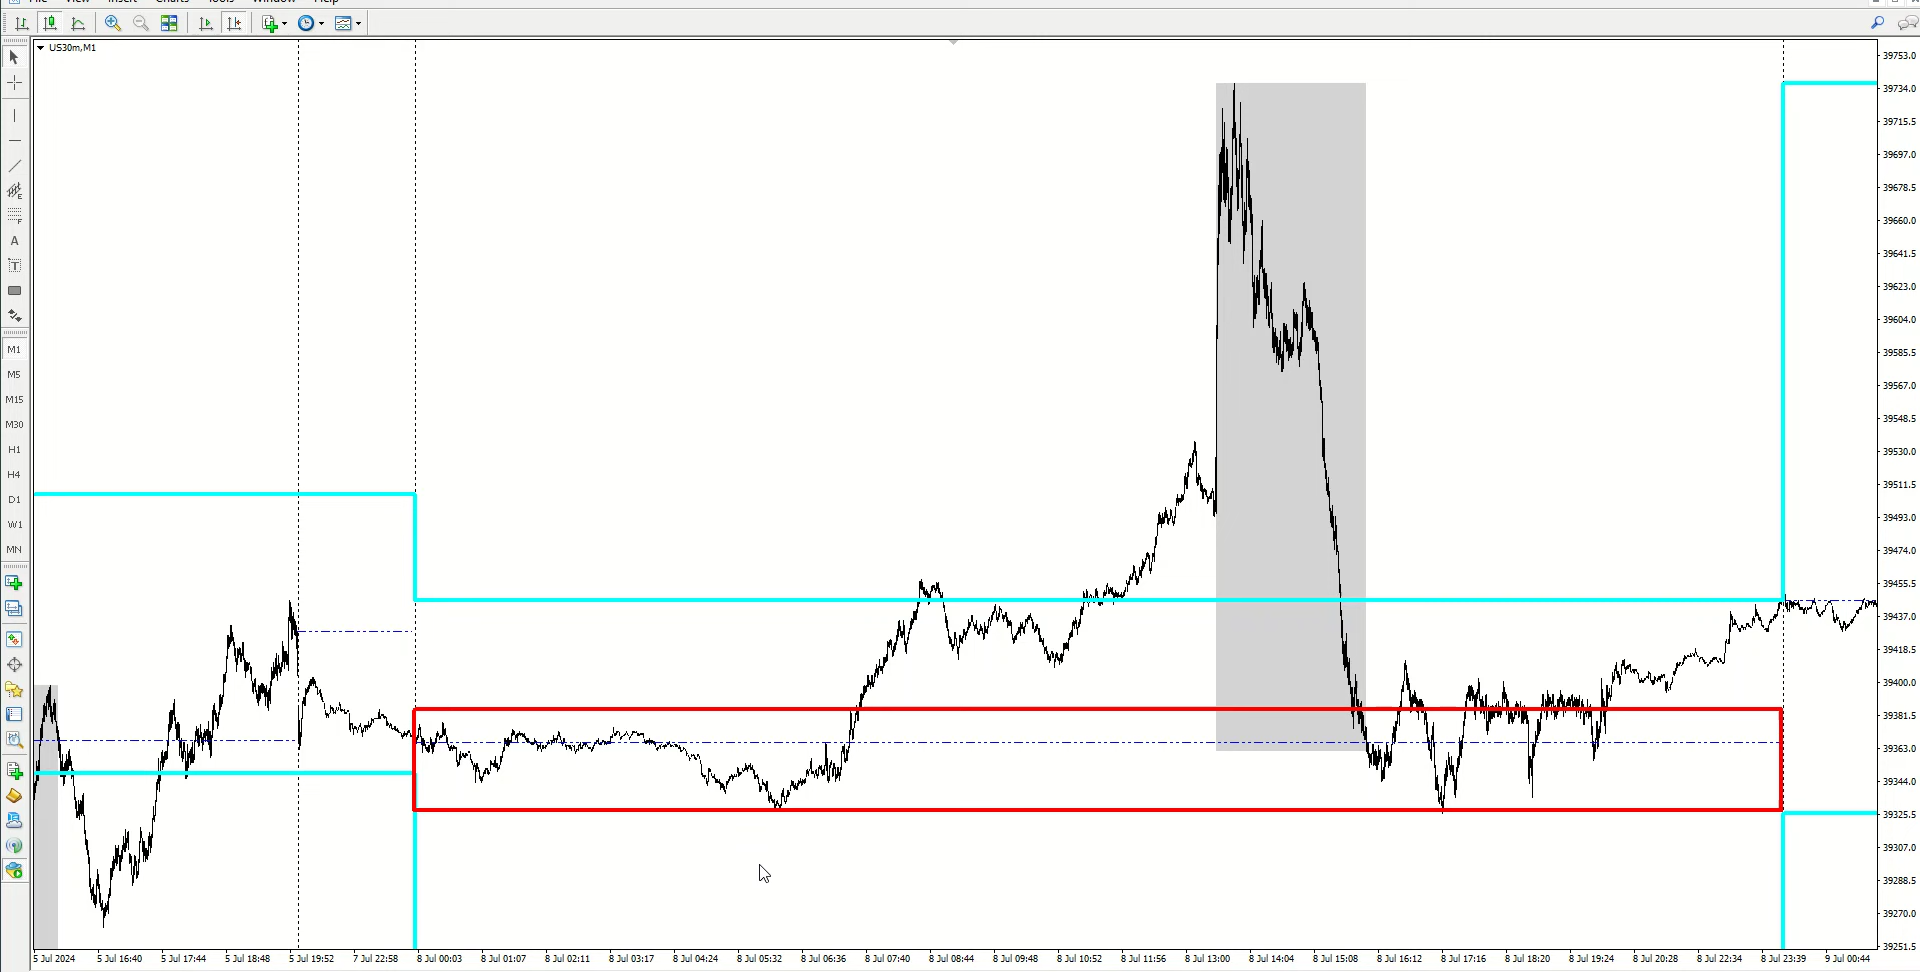 File View Insert Charts Tools Window Help
US30m,M1
E
F
A
T
M1
M5
M15
M30
H1
H4
D1
W1
MN
39753.0
39734.0
39715.5
39697.0
39678.5
39660.0
39641.5
39623.0
39604.0
39585.5
39567.0
39548.5
39530.0
39511.5
39493.0
39474.0
39455.5
39437.0
39418.5
39400.0
39381.5
39363.0
39344.0
39325.5
39307.0
39288.5
39270.0
39251.5
5 Jul 2024 5 Jul 16:40 5 Jul 17:44 5 Jul 18:48 5 Jul 19:52 7 Jul 22:58 8 Jul 00:03 8 Jul 01:07 8 Jul 02:11 8 Jul 03:17 8 Jul 04:24 8 Jul 05:32 8 Jul 06:36 8 Jul 07:40 8 Jul 08:44 8 Jul 09:48 8 Jul 10:52 8 Jul 11:56 8 Jul 13:00 8 Jul 14:04 8 Jul 15:08 8 Jul 16:12 8 Jul 17:16 8 Jul 18:20 8 Jul 19:24 8 Jul 20:28 8 Jul 22:34 8 Jul 23:39 9 Jul 00:44